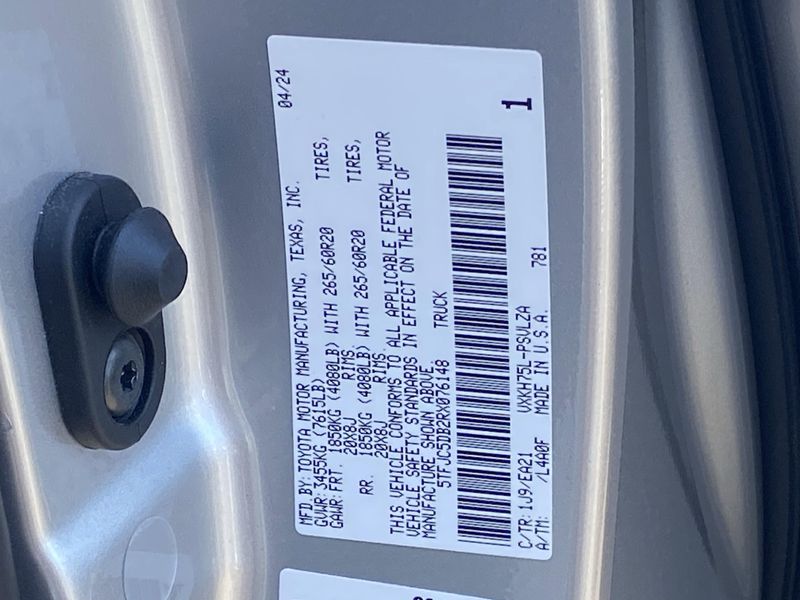 MFD.BY: TOYOTA MOTOR MANUFACTURING, TEXAS, INC. 04/24
GVWR: 3455KG (7615LB)
GAWR: FRT. 1850KG (4080LB) WITH 265/60R20 TIRES,
20X8J RIMS
RR. 1850KG (4080LB) WITH 265/60R20 TIRES,
20X8J RIMS
THIS VEHICLE CONFORMS TO ALL APPLICABLE FEDERAL MOTOR
VEHICLE SAFETY STANDARDS IN EFFECT ON THE DATE OF
MANUFACTURE SHOWN ABOVE.
5TFJC5DB2RX076148 TRUCK
1
C/TR: 1J9/EA21 VXKH75L-PSVLZA
A/TM: /L4A0F MADE IN U.S.A. 781